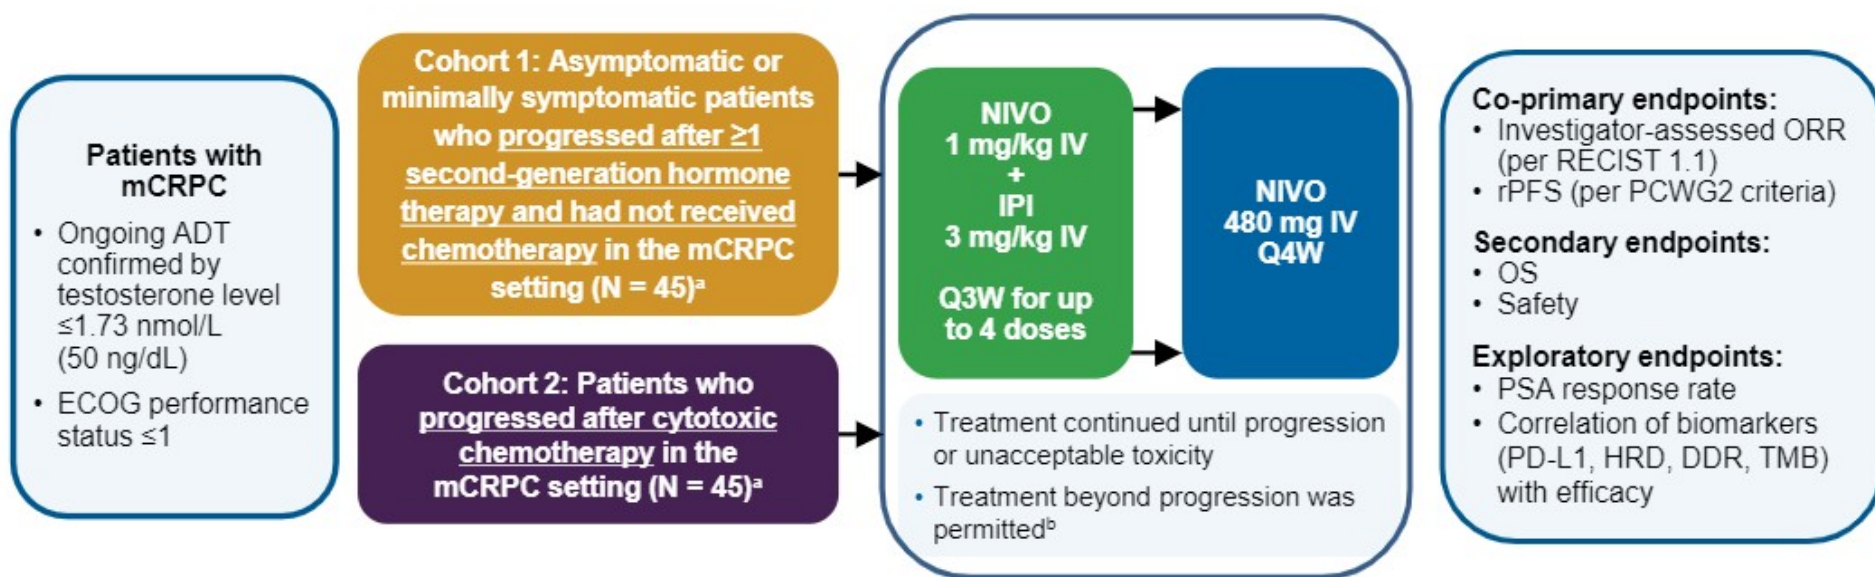 Patients with
mCRPC
• Ongoing ADT
confirmed by
testosterone level
≤1.73 nmol/L
(50 ng/dL)
• ECOG performance
status ≤1
Cohort 1: Asymptomatic or
minimally symptomatic patients
who progressed after ≥1
second-generation hormone
therapy and had not received
chemotherapy in the mCRPC
setting (N = 45)ᵃ
Cohort 2: Patients who
progressed after cytotoxic
chemotherapy in the
mCRPC setting (N = 45)ᵃ
NIVO
1 mg/kg IV
+
IPI
3 mg/kg IV
Q3W for up
to 4 doses
NIVO
480 mg IV
Q4W
• Treatment continued until progression
or unacceptable toxicity
• Treatment beyond progression was
permittedᵇ
Co-primary endpoints:
• Investigator-assessed ORR
(per RECIST 1.1)
• rPFS (per PCWG2 criteria)
Secondary endpoints:
• OS
• Safety
Exploratory endpoints:
• PSA response rate
• Correlation of biomarkers
(PD-L1, HRD, DDR, TMB)
with efficacy